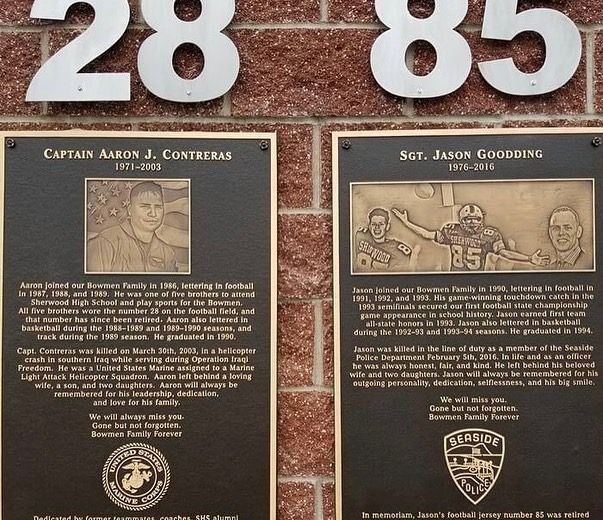 28
85
CAPTAIN AARON J. CONTRERAS
1971–2003
Aaron joined our Bowmen Family in 1986, lettering in football
in 1987, 1988, and 1989. He was one of five brothers to attend
Sherwood High School and play sports for the Bowmen.
All five brothers wore the number 28 on the football field, and
that number has since been retired. Aaron also lettered in
basketball during the 1988–1989 and 1989–1990 seasons, and
track during the 1989 season. He graduated in 1990.
Capt. Contreras was killed on March 30th, 2003, in a helicopter
crash in southern Iraq while serving during Operation Iraqi
Freedom. He was a United States Marine assigned to a Marine
Light Attack Helicopter Squadron. Aaron left behind a loving
wife, a son, and two daughters. Aaron will always be
remembered for his leadership, dedication,
and love for his family.
We will always miss you.
Gone but not forgotten.
Bowmen Family Forever
UNITED STATES
MARINE CORPS
Dedicated by former teammates, coaches, SHS alumni
SGT. JASON GOODDING
1976–2016
SHERWOOD
8
SHERWOOD
85
Jason joined our Bowmen Family in 1990, lettering in football in
1991, 1992, and 1993. His game-winning touchdown catch in the
1993 semifinals secured our first football state championship
game appearance in school history. Jason earned first team
all-state honors in 1993. Jason also lettered in basketball
during the 1992–93 and 1993–94 seasons. He graduated in 1994.
Jason was killed in the line of duty as a member of the Seaside
Police Department February 5th, 2016. In life and as an officer
he was always honest, fair, and kind. He left behind his beloved
wife and two daughters. Jason will always be remembered for his
outgoing personality, dedication, selflessness, and his big smile.
We will miss you.
Gone but not forgotten.
Bowmen Family Forever
SEASIDE
POLICE
In memoriam, Jason's football jersey number 85 was retired